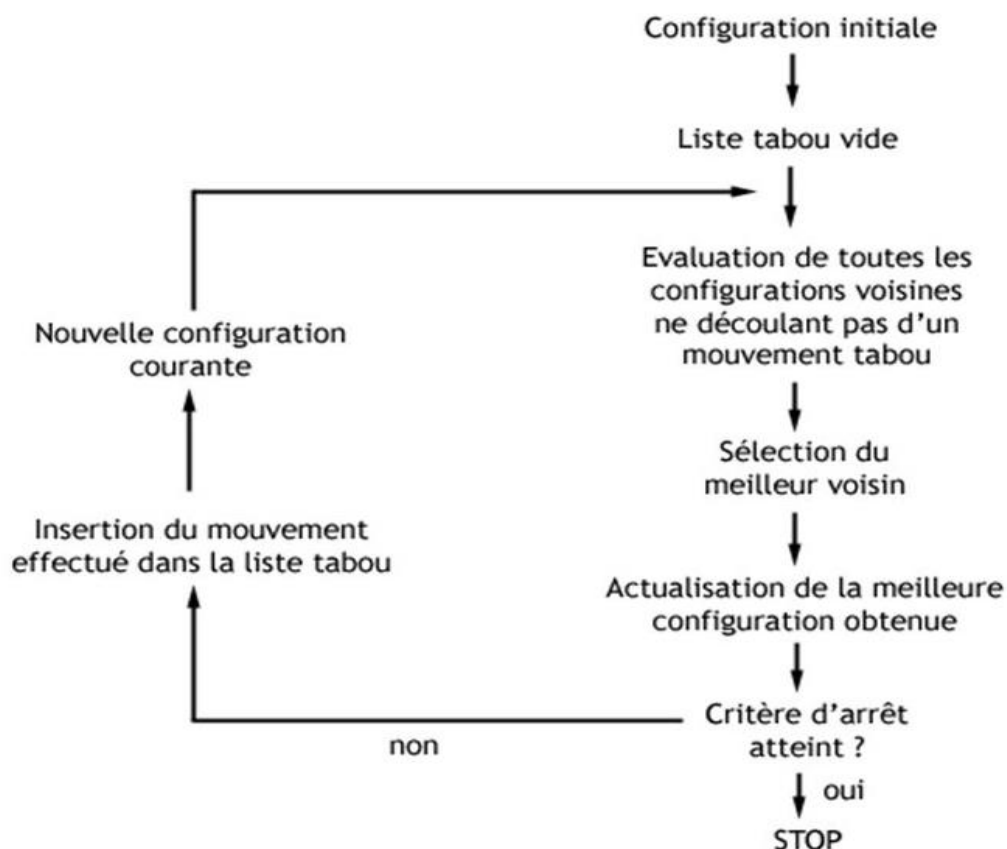 Configuration initiale
Liste tabou vide
Evaluation de toutes les
configurations voisines
ne découlant pas d'un
mouvement tabou
Sélection du
meilleur voisin
Actualisation de la meilleure
configuration obtenue
Critère d'arrêt
atteint ?
oui
STOP
non
Insertion du mouvement
effectué dans la liste tabou
Nouvelle configuration
courante